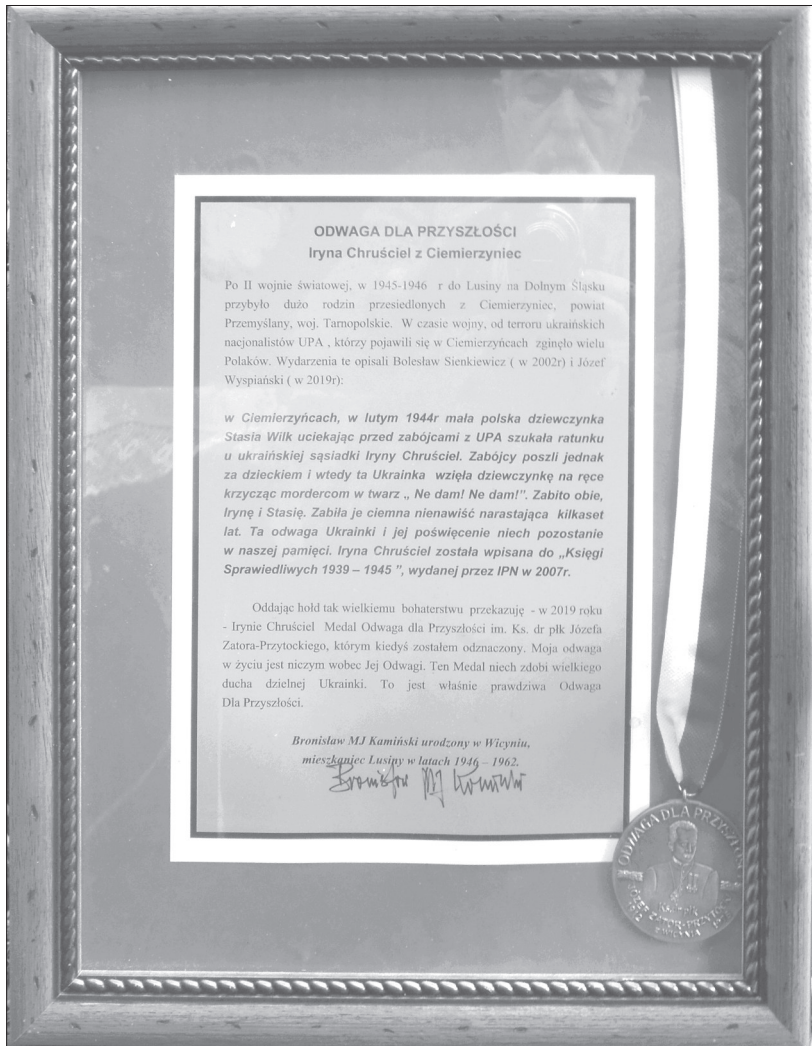 ODWAGA DLA PRZYSZŁOŚCI
Iryna Chruściel z Ciemierzyniec
Po II wojnie światowej, w 1945-1946 r do Lusiny na Dolnym Śląsku
przybyło dużo rodzin przesiedlonych z Ciemierzyniec, powiat
Przemyślany, woj. Tarnopolskie. W czasie wojny, od terroru ukraińskich
nacjonalistów UPA , którzy pojawili się w Ciemierzyńcach zginęło wielu
Polaków. Wydarzenia te opisali Bolesław Sienkiewicz ( w 2002r) i Józef
Wyspiański ( w 2019r):
w Ciemierzyńcach, w lutym 1944r mała polska dziewczynka
Stasia Wilk uciekając przed zabójcami z UPA szukała ratunku
u ukraińskiej sąsiadki Iryny Chruściel. Zabójcy poszli jednak
za dzieckiem i wtedy ta Ukrainka wzięła dziewczynkę na ręce
krzycząc mordercom w twarz „ Ne dam! Ne dam!”. Zabito obie,
Irynę i Stasię. Zabiła je ciemna nienawiść narastająca kilkaset
lat. Ta odwaga Ukrainki i jej poświęcenie niech pozostanie
w naszej pamięci. Iryna Chruściel została wpisana do „Księgi
Sprawiedliwych 1939 – 1945 ”, wydanej przez IPN w 2007r.
Oddając hołd tak wielkiemu bohaterstwu przekazuję - w 2019 roku
- Irynie Chruściel Medal Odwaga dla Przyszłości im. Ks. dr płk Józefa
Zatora-Przytockiego, którym kiedyś zostałem odznaczony. Moja odwaga
w życiu jest niczym wobec Jej Odwagi. Ten Medal niech zdobi wielkiego
ducha dzielnej Ukrainki. To jest właśnie prawdziwa Odwaga
Dla Przyszłości.
Bronisław MJ Kamiński urodzony w Wicyniu,
mieszkaniec Lusiny w latach 1946 – 1962.
Bronisław MJ Kamiński
ODWAGA DLA PRZYSZŁOŚCI